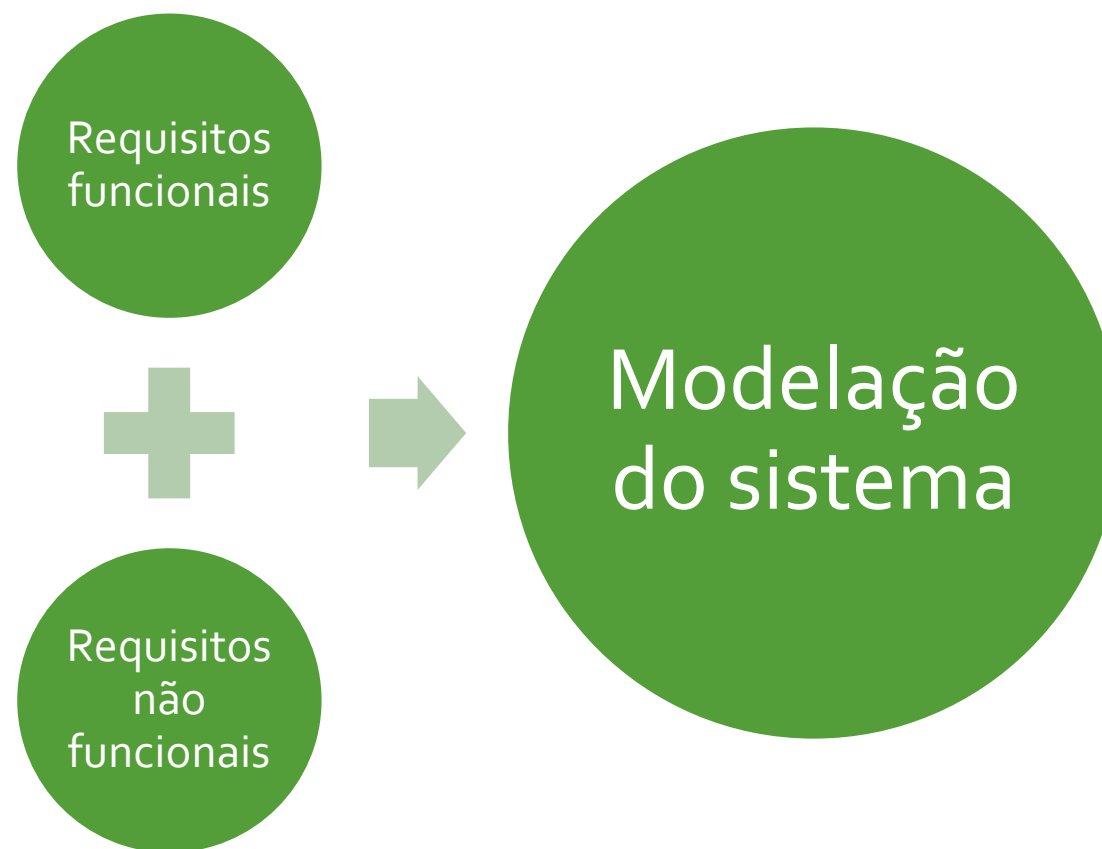 Requisitos
funcionais
Requisitos
não
funcionais
Modelação
do sistema